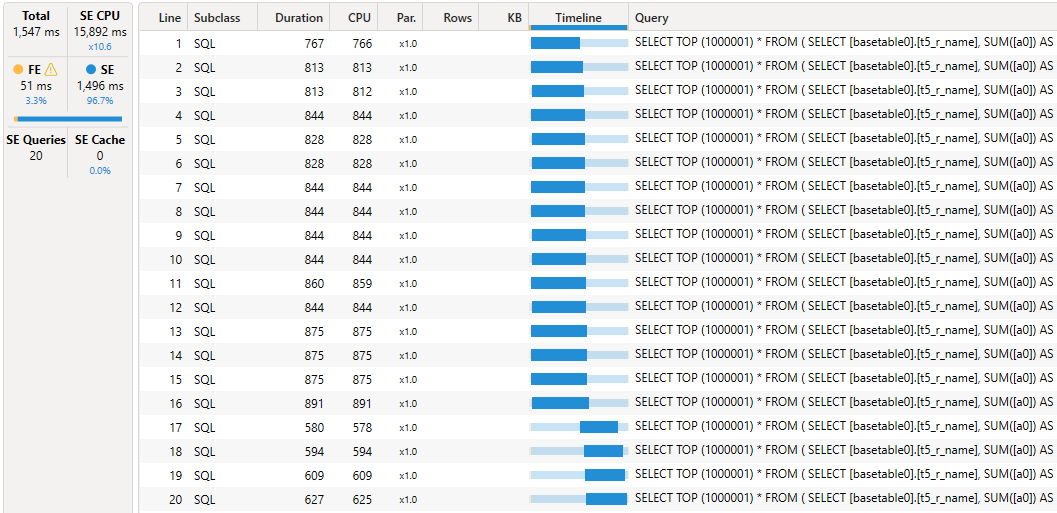 Total SE CPU
1,547 ms 15,892 ms
x10.6
FE SE
51 ms 1,496 ms
3.3% 96.7%
SE Queries SE Cache
20 0
0.0%
Line Subclass Duration CPU Par. Rows KB Timeline Query
1 SQL 767 766 x1.0 SELECT TOP (1000001) * FROM ( SELECT [basetable0].[t5_r_name], SUM([a0]) AS
2 SQL 813 813 x1.0 SELECT TOP (1000001) * FROM ( SELECT [basetable0].[t5_r_name], SUM([a0]) AS
3 SQL 813 812 x1.0 SELECT TOP (1000001) * FROM ( SELECT [basetable0].[t5_r_name], SUM([a0]) AS
4 SQL 844 844 x1.0 SELECT TOP (1000001) * FROM ( SELECT [basetable0].[t5_r_name], SUM([a0]) AS
5 SQL 828 828 x1.0 SELECT TOP (1000001) * FROM ( SELECT [basetable0].[t5_r_name], SUM([a0]) AS
6 SQL 828 828 x1.0 SELECT TOP (1000001) * FROM ( SELECT [basetable0].[t5_r_name], SUM([a0]) AS
7 SQL 844 844 x1.0 SELECT TOP (1000001) * FROM ( SELECT [basetable0].[t5_r_name], SUM([a0]) AS
8 SQL 844 844 x1.0 SELECT TOP (1000001) * FROM ( SELECT [basetable0].[t5_r_name], SUM([a0]) AS
9 SQL 844 844 x1.0 SELECT TOP (1000001) * FROM ( SELECT [basetable0].[t5_r_name], SUM([a0]) AS
10 SQL 844 844 x1.0 SELECT TOP (1000001) * FROM ( SELECT [basetable0].[t5_r_name], SUM([a0]) AS
11 SQL 860 859 x1.0 SELECT TOP (1000001) * FROM ( SELECT [basetable0].[t5_r_name], SUM([a0]) AS
12 SQL 844 844 x1.0 SELECT TOP (1000001) * FROM ( SELECT [basetable0].[t5_r_name], SUM([a0]) AS
13 SQL 875 875 x1.0 SELECT TOP (1000001) * FROM ( SELECT [basetable0].[t5_r_name], SUM([a0]) AS
14 SQL 875 875 x1.0 SELECT TOP (1000001) * FROM ( SELECT [basetable0].[t5_r_name], SUM([a0]) AS
15 SQL 875 875 x1.0 SELECT TOP (1000001) * FROM ( SELECT [basetable0].[t5_r_name], SUM([a0]) AS
16 SQL 891 891 x1.0 SELECT TOP (1000001) * FROM ( SELECT [basetable0].[t5_r_name], SUM([a0]) AS
17 SQL 580 578 x1.0 SELECT TOP (1000001) * FROM ( SELECT [basetable0].[t5_r_name], SUM([a0]) AS
18 SQL 594 594 x1.0 SELECT TOP (1000001) * FROM ( SELECT [basetable0].[t5_r_name], SUM([a0]) AS
19 SQL 609 609 x1.0 SELECT TOP (1000001) * FROM ( SELECT [basetable0].[t5_r_name], SUM([a0]) AS
20 SQL 627 625 x1.0 SELECT TOP (1000001) * FROM ( SELECT [basetable0].[t5_r_name], SUM([a0]) AS